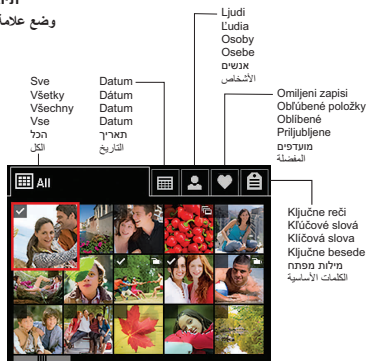 وضع علامة
Ljudi
Ľudia
Osoby
Osebe
אנשים
الأشخاص
Sve
Všetky
Všechny
Vse
הכל
الكل
Datum
Dátum
Datum
Datum
תאריך
التاريخ
Omiljeni zapisi
Obľúbené položky
Oblíbené
Priljubljene
מועדפים
المفضلة
All
Ključne reči
Kľúčové slová
Klíčová slova
Ključne besede
מילות מפתח
الكلمات الأساسية